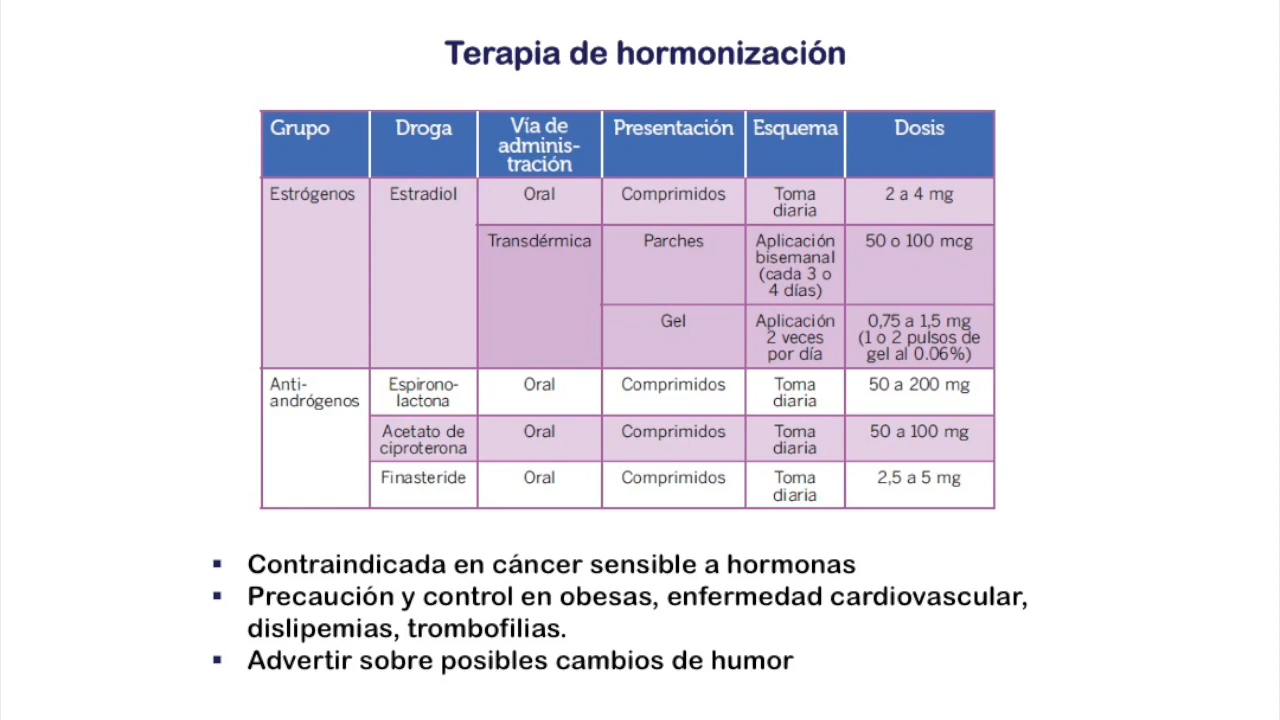 Terapia de hormonización
Grupo
Droga
Vía de
adminis-
tración
Presentación
Esquema
Dosis
Estrógenos
Estradiol
Oral
Comprimidos
Toma
diaria
2 a 4 mg
Transdérmica
Parches
Aplicación
bisemanal
(cada 3 o
4 días)
50 o 100 mcg
Gel
Aplicación
2 veces
por día
0,75 a 1,5 mg
(1 o 2 pulsos de
gel al 0.06%)
Anti-
andrógenos
Espirono-
lactona
Oral
Comprimidos
Toma
diaria
50 a 200 mg
Acetato de
ciproterona
Oral
Comprimidos
Toma
diaria
50 a 100 mg
Finasteride
Oral
Comprimidos
Toma
diaria
2,5 a 5 mg
▪ Contraindicada en cáncer sensible a hormonas
▪ Precaución y control en obesas, enfermedad cardiovascular,
dislipemias, trombofilias.
▪ Advertir sobre posibles cambios de humor